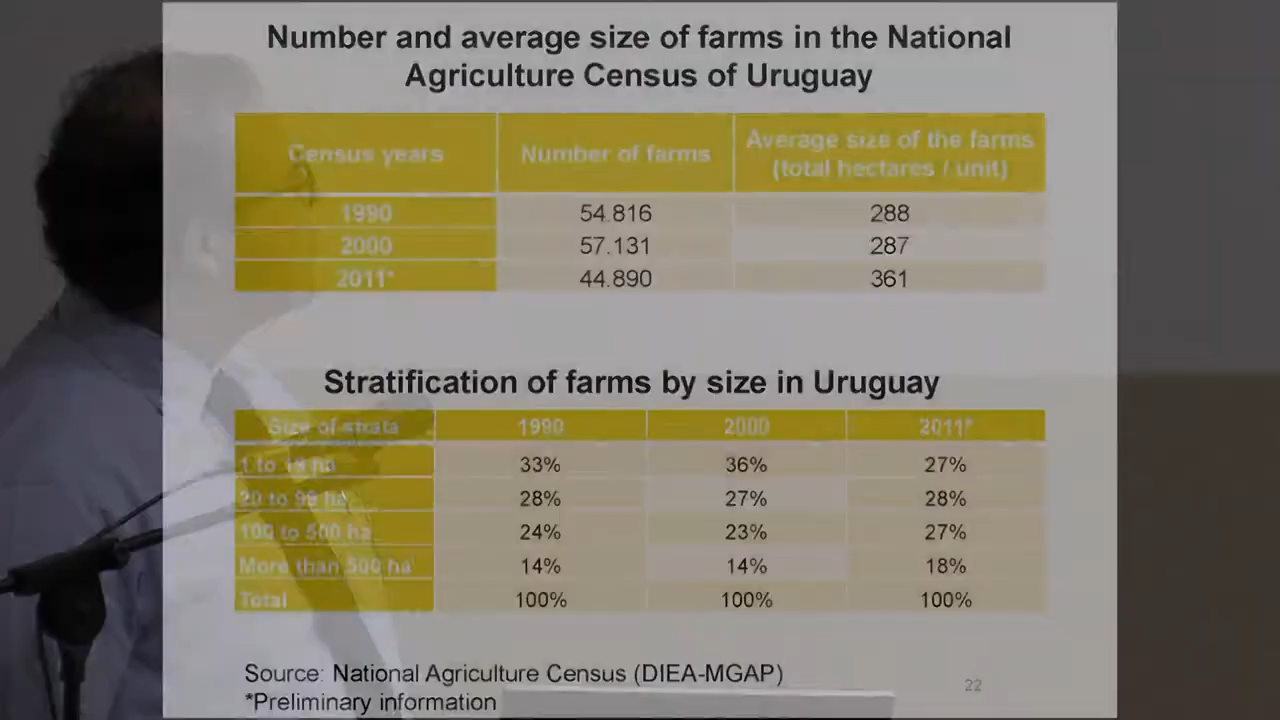 Number and average size of farms in the National
Agriculture Census of Uruguay
Census years Number of farms Average size of the farms
(total hectares / unit)
1990 54.816 288
2000 57.131 287
2011* 44.890 361
Stratification of farms by size in Uruguay
Size of strata 1990 2000 2011*
1 to 19 ha 33% 36% 27%
20 to 99 ha 28% 27% 28%
100 to 500 ha 24% 23% 27%
More than 500 ha 14% 14% 18%
Total 100% 100% 100%
Source: National Agriculture Census (DIEA-MGAP)
*Preliminary information
22